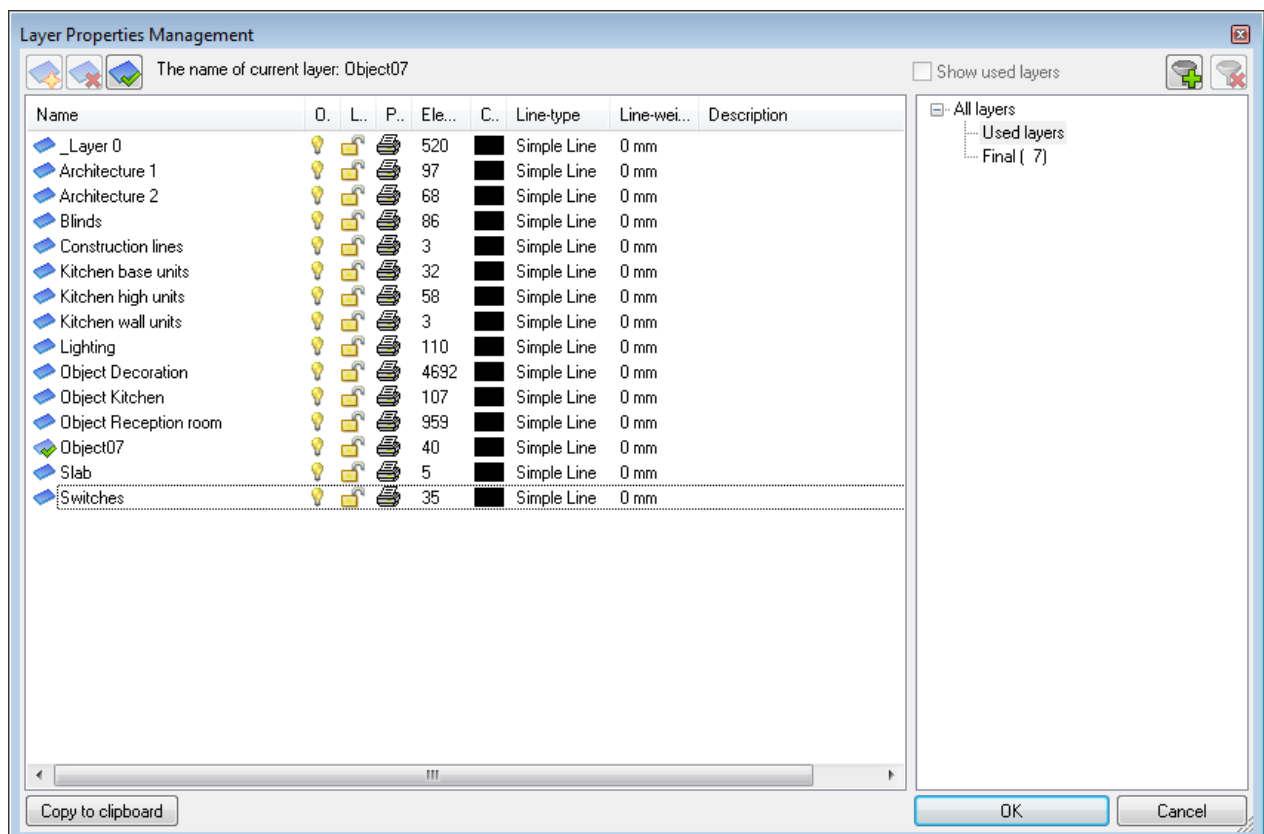 Layer Properties Management
The name of current layer: Object07
Show used layers
Name O. L... P... Ele... C... Line-type Line-wei... Description
_Layer 0 520 Simple Line 0 mm
Architecture 1 97 Simple Line 0 mm
Architecture 2 68 Simple Line 0 mm
Blinds 86 Simple Line 0 mm
Construction lines 3 Simple Line 0 mm
Kitchen base units 32 Simple Line 0 mm
Kitchen high units 58 Simple Line 0 mm
Kitchen wall units 3 Simple Line 0 mm
Lighting 110 Simple Line 0 mm
Object Decoration 4692 Simple Line 0 mm
Object Kitchen 107 Simple Line 0 mm
Object Reception room 959 Simple Line 0 mm
Object07 40 Simple Line 0 mm
Slab 5 Simple Line 0 mm
Switches 35 Simple Line 0 mm
All layers
Used layers
Final ( 7)
Copy to clipboard
OK
Cancel